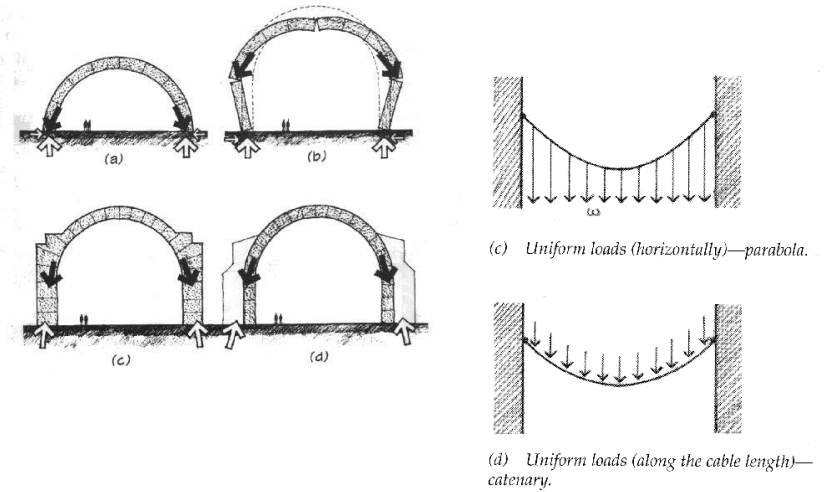 (a)
(b)
(c)
(d)
ω
(c) Uniform loads (horizontally)—parabola.
(d) Uniform loads (along the cable length)—
catenary.